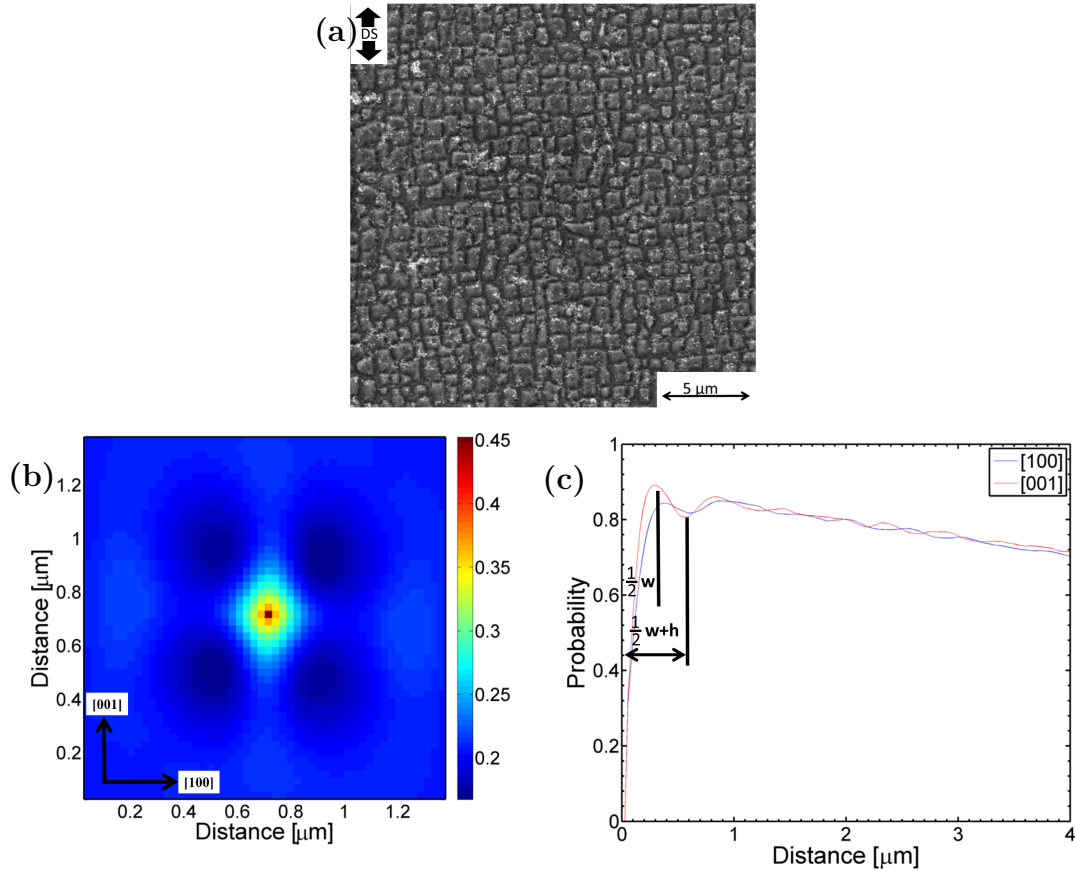 (a)
DS
5 μm
(b)
1.2
1
0.8
0.6
0.4
0.2
Distance [μm]
[001]
[100]
0.2 0.4 0.6 0.8 1 1.2
Distance [μm]
0.45
0.4
0.35
0.3
0.25
0.2
(c)
1
0.8
0.6
0.4
0.2
0
Probability
[100]
[001]
1/2 w
1/2 w+h
0 1 2 3 4
Distance [μm]